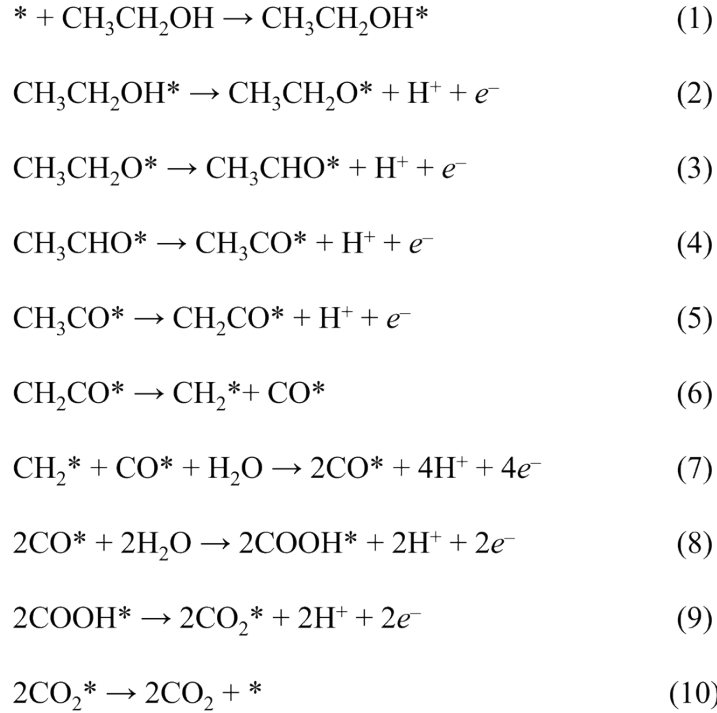 * + CH₃CH₂OH → CH₃CH₂OH* (1)
CH₃CH₂OH* → CH₃CH₂O* + H⁺ + e⁻ (2)
CH₃CH₂O* → CH₃CHO* + H⁺ + e⁻ (3)
CH₃CHO* → CH₃CO* + H⁺ + e⁻ (4)
CH₃CO* → CH₂CO* + H⁺ + e⁻ (5)
CH₂CO* → CH₂*+ CO* (6)
CH₂* + CO* + H₂O → 2CO* + 4H⁺ + 4e⁻ (7)
2CO* + 2H₂O → 2COOH* + 2H⁺ + 2e⁻ (8)
2COOH* → 2CO₂* + 2H⁺ + 2e⁻ (9)
2CO₂* → 2CO₂ + * (10)